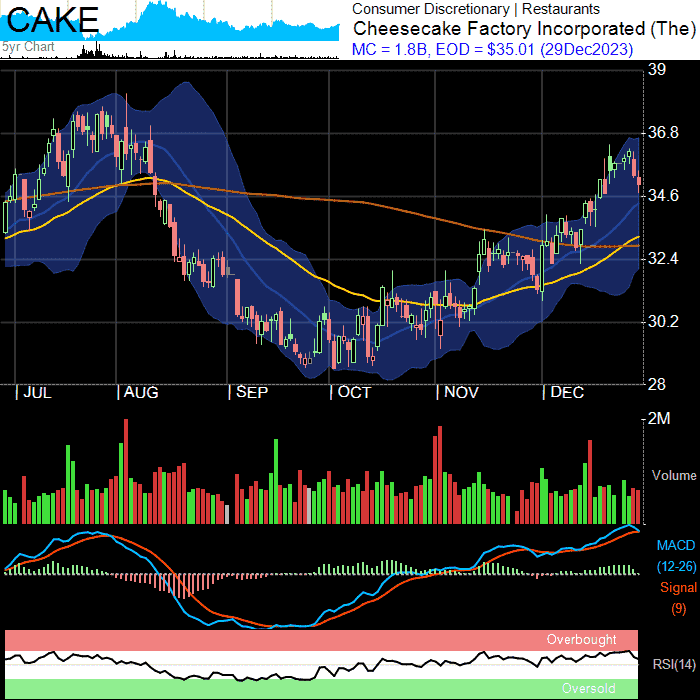 CAKE
5yr Chart
Consumer Discretionary | Restaurants
Cheesecake Factory Incorporated (The)
MC = 1.8B, EOD = $35.01 (29Dec2023)
39
36.8
34.6
32.4
30.2
28
| JUL | AUG | SEP | OCT | NOV | DEC
2M
Volume
MACD
(12-26)
Signal
(9)
Overbought
RSI(14)
Oversold